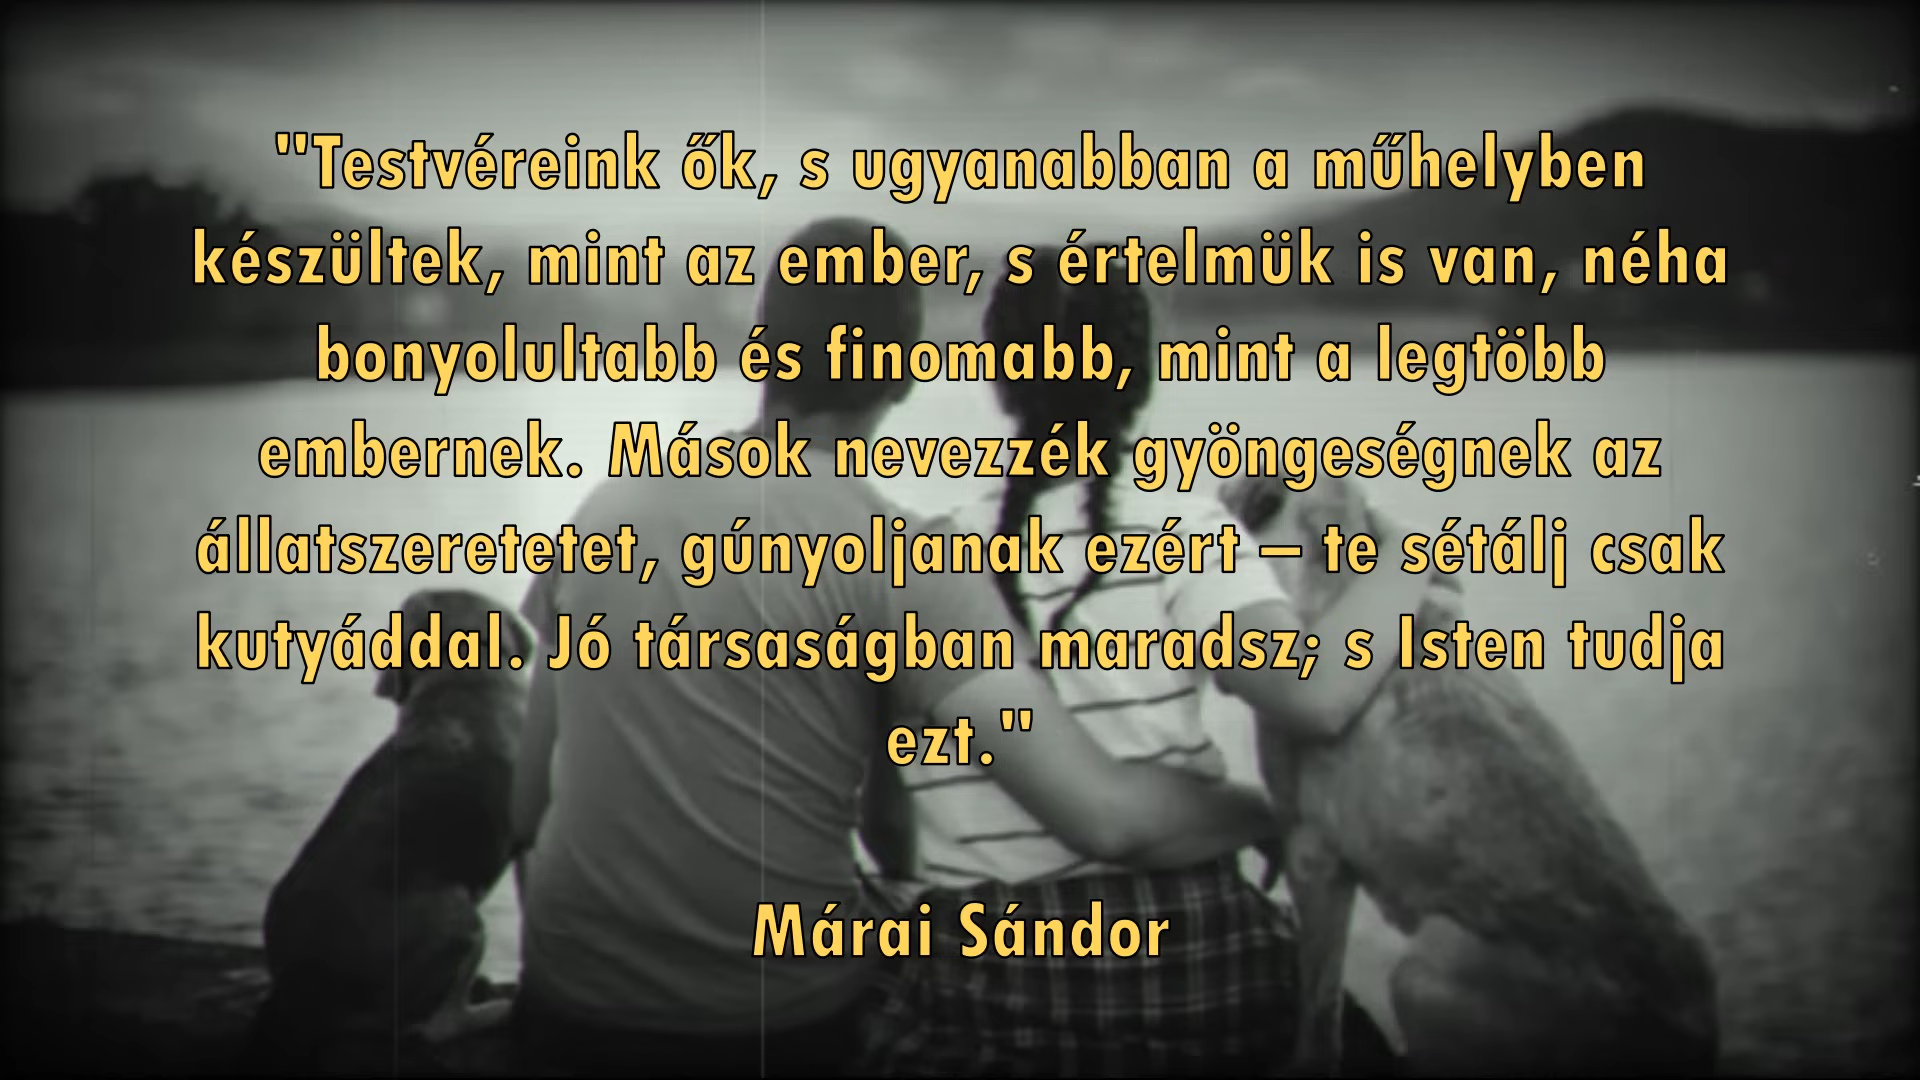 "Testvéreink ők, s ugyanabban a műhelyben
készültek, mint az ember, s értelmük is van, néha
bonyolultabb és finomabb, mint a legtöbb
embernek. Mások nevezzék gyöngeségnek az
állatszeretetet, gúnyoljanak ezért – te sétálj csak
kutyáddal. Jó társaságban maradsz; s Isten tudja
ezt."
Márai Sándor